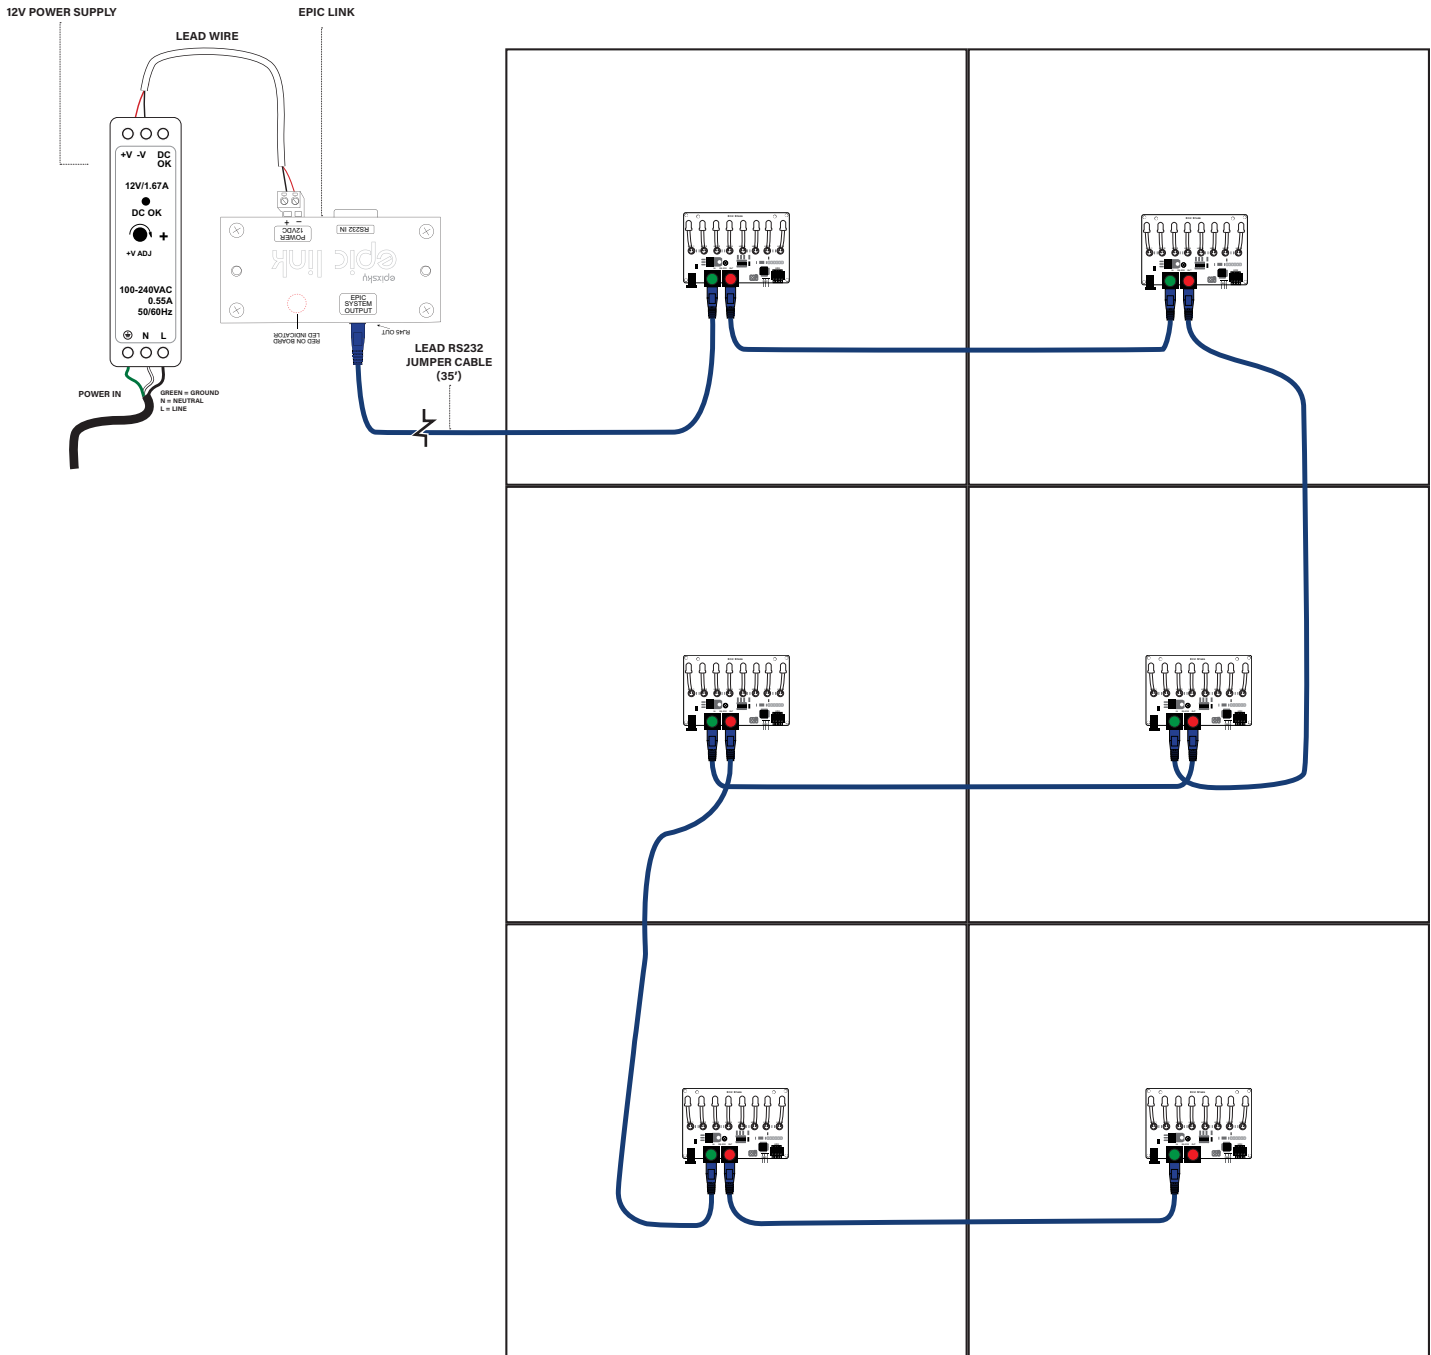 12V POWER SUPPLY
EPIC LINK
LEAD WIRE
+V -V DC
OK
12V/1.67A
DC OK
+
+V ADJ
100-240VAC
0.55A
50/60Hz
N L
POWER IN
GREEN = GROUND
N = NEUTRAL
L = LINE
+ −
POWER
12VDC
RS232 IN
epic link
epixsky
EPIC
SYSTEM
OUTPUT
RJ45 OUT
RED ON BOARD
LED INDICATOR
LEAD RS232
JUMPER CABLE
(35')